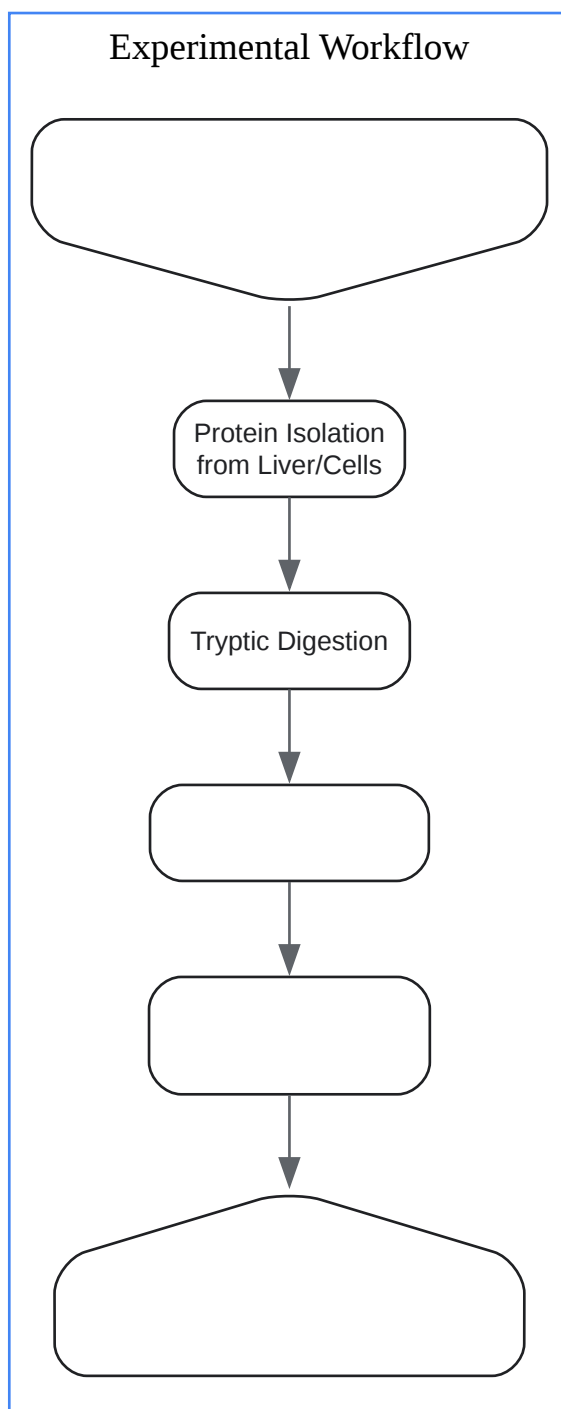 Experimental Workflow
Protein Isolation
from Liver/Cells
Tryptic Digestion